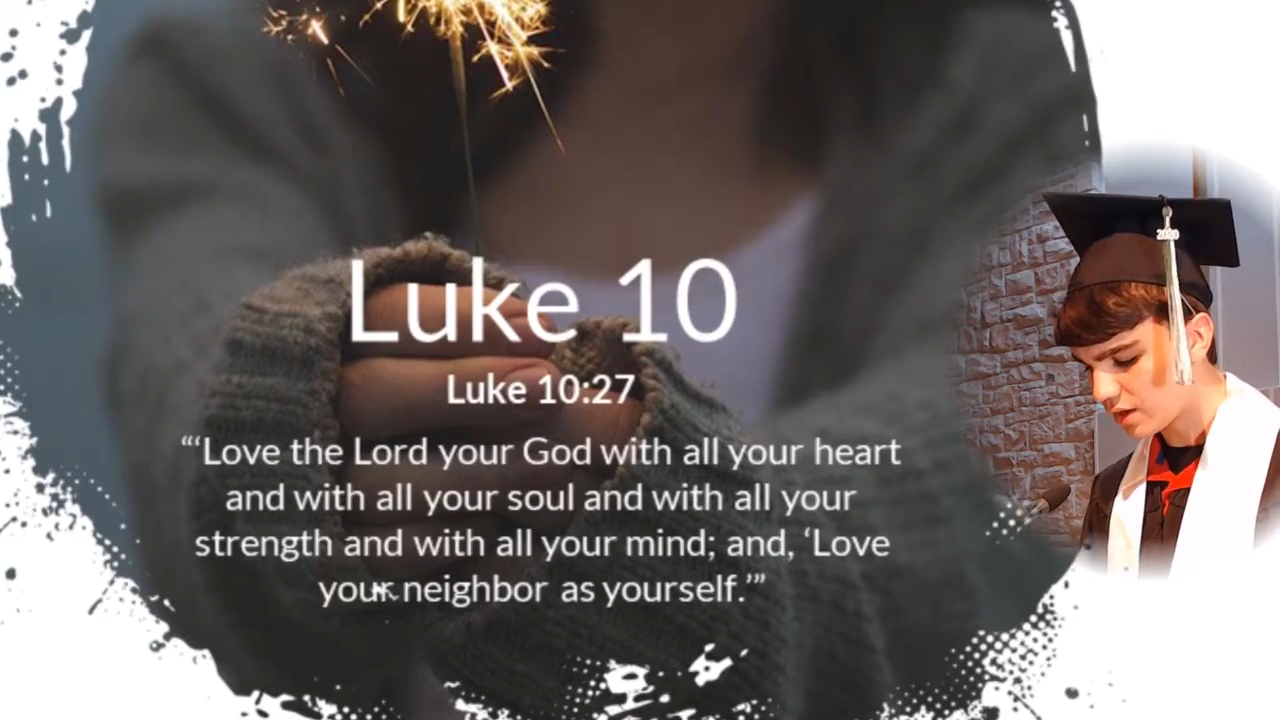 Luke 10
Luke 10:27
“‘Love the Lord your God with all your heart
and with all your soul and with all your
strength and with all your mind; and, ‘Love
your neighbor as yourself.’”
2020